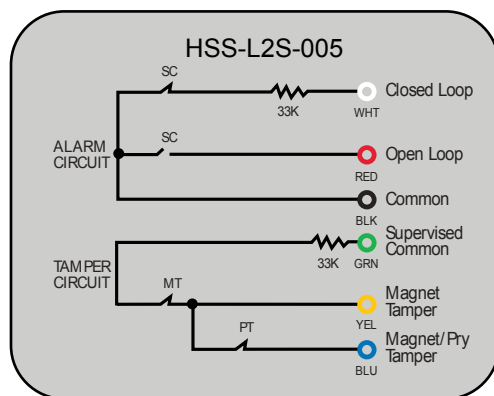 HSS-L2S-005
SC
Closed Loop
33K
WHT
ALARM
CIRCUIT
SC
Open Loop
RED
Common
BLK
Supervised
Common
33K
GRN
TAMPER
CIRCUIT
MT
Magnet
Tamper
YEL
PT
Magnet/Pry
Tamper
BLU